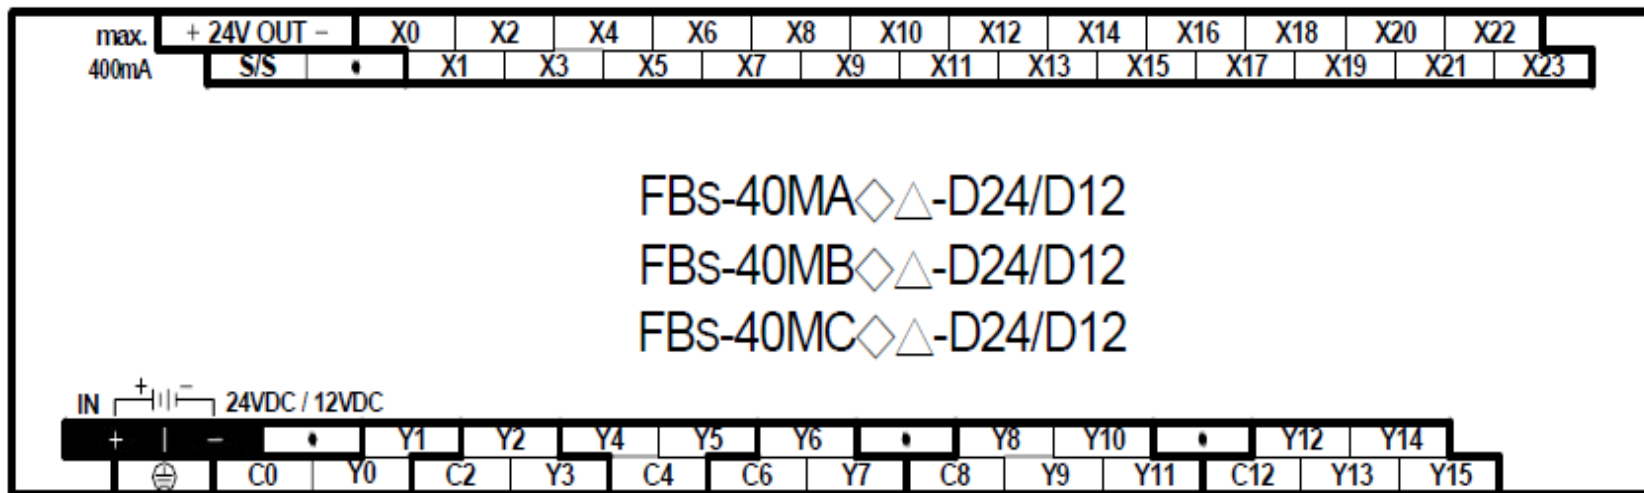 max. + 24V OUT – X0 X2 X4 X6 X8 X10 X12 X14 X16 X18 X20 X22
400mA S/S • X1 X3 X5 X7 X9 X11 X13 X15 X17 X19 X21 X23
FBs-40MA◇△-D24/D12
FBs-40MB◇△-D24/D12
FBs-40MC◇△-D24/D12
IN + – 24VDC / 12VDC
+ – • Y1 Y2 Y4 Y5 Y6 • Y8 Y10 • Y12 Y14
C0 Y0 C2 Y3 C4 C6 Y7 C8 Y9 Y11 C12 Y13 Y15